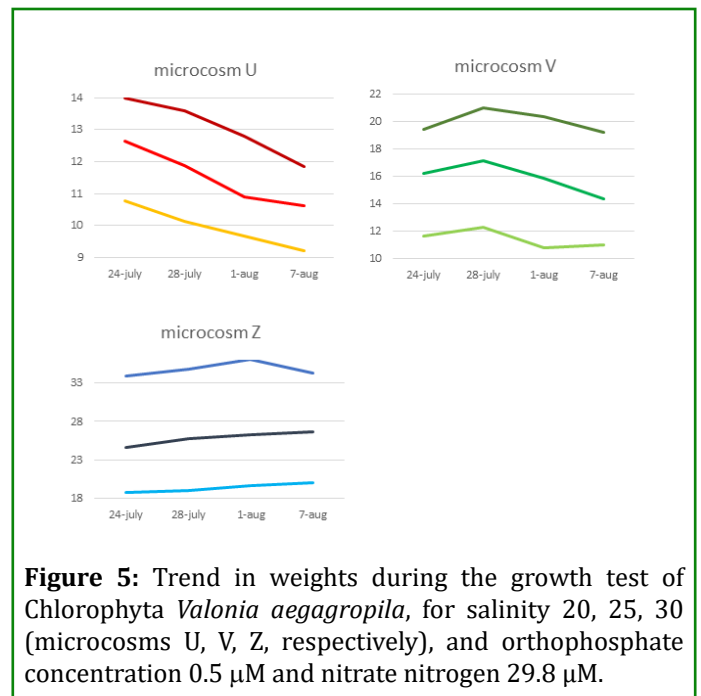 microcosm U
14
13
12
11
10
9
24-july 28-july 1-aug 7-aug
microcosm V
22
20
18
16
14
12
10
24-july 28-july 1-aug 7-aug
microcosm Z
33
28
23
18
24-july 28-july 1-aug 7-aug
Figure 5: Trend in weights during the growth test of
Chlorophyta Valonia aegagropila, for salinity 20, 25, 30
(microcosms U, V, Z, respectively), and orthophosphate
concentration 0.5 μM and nitrate nitrogen 29.8 μM.